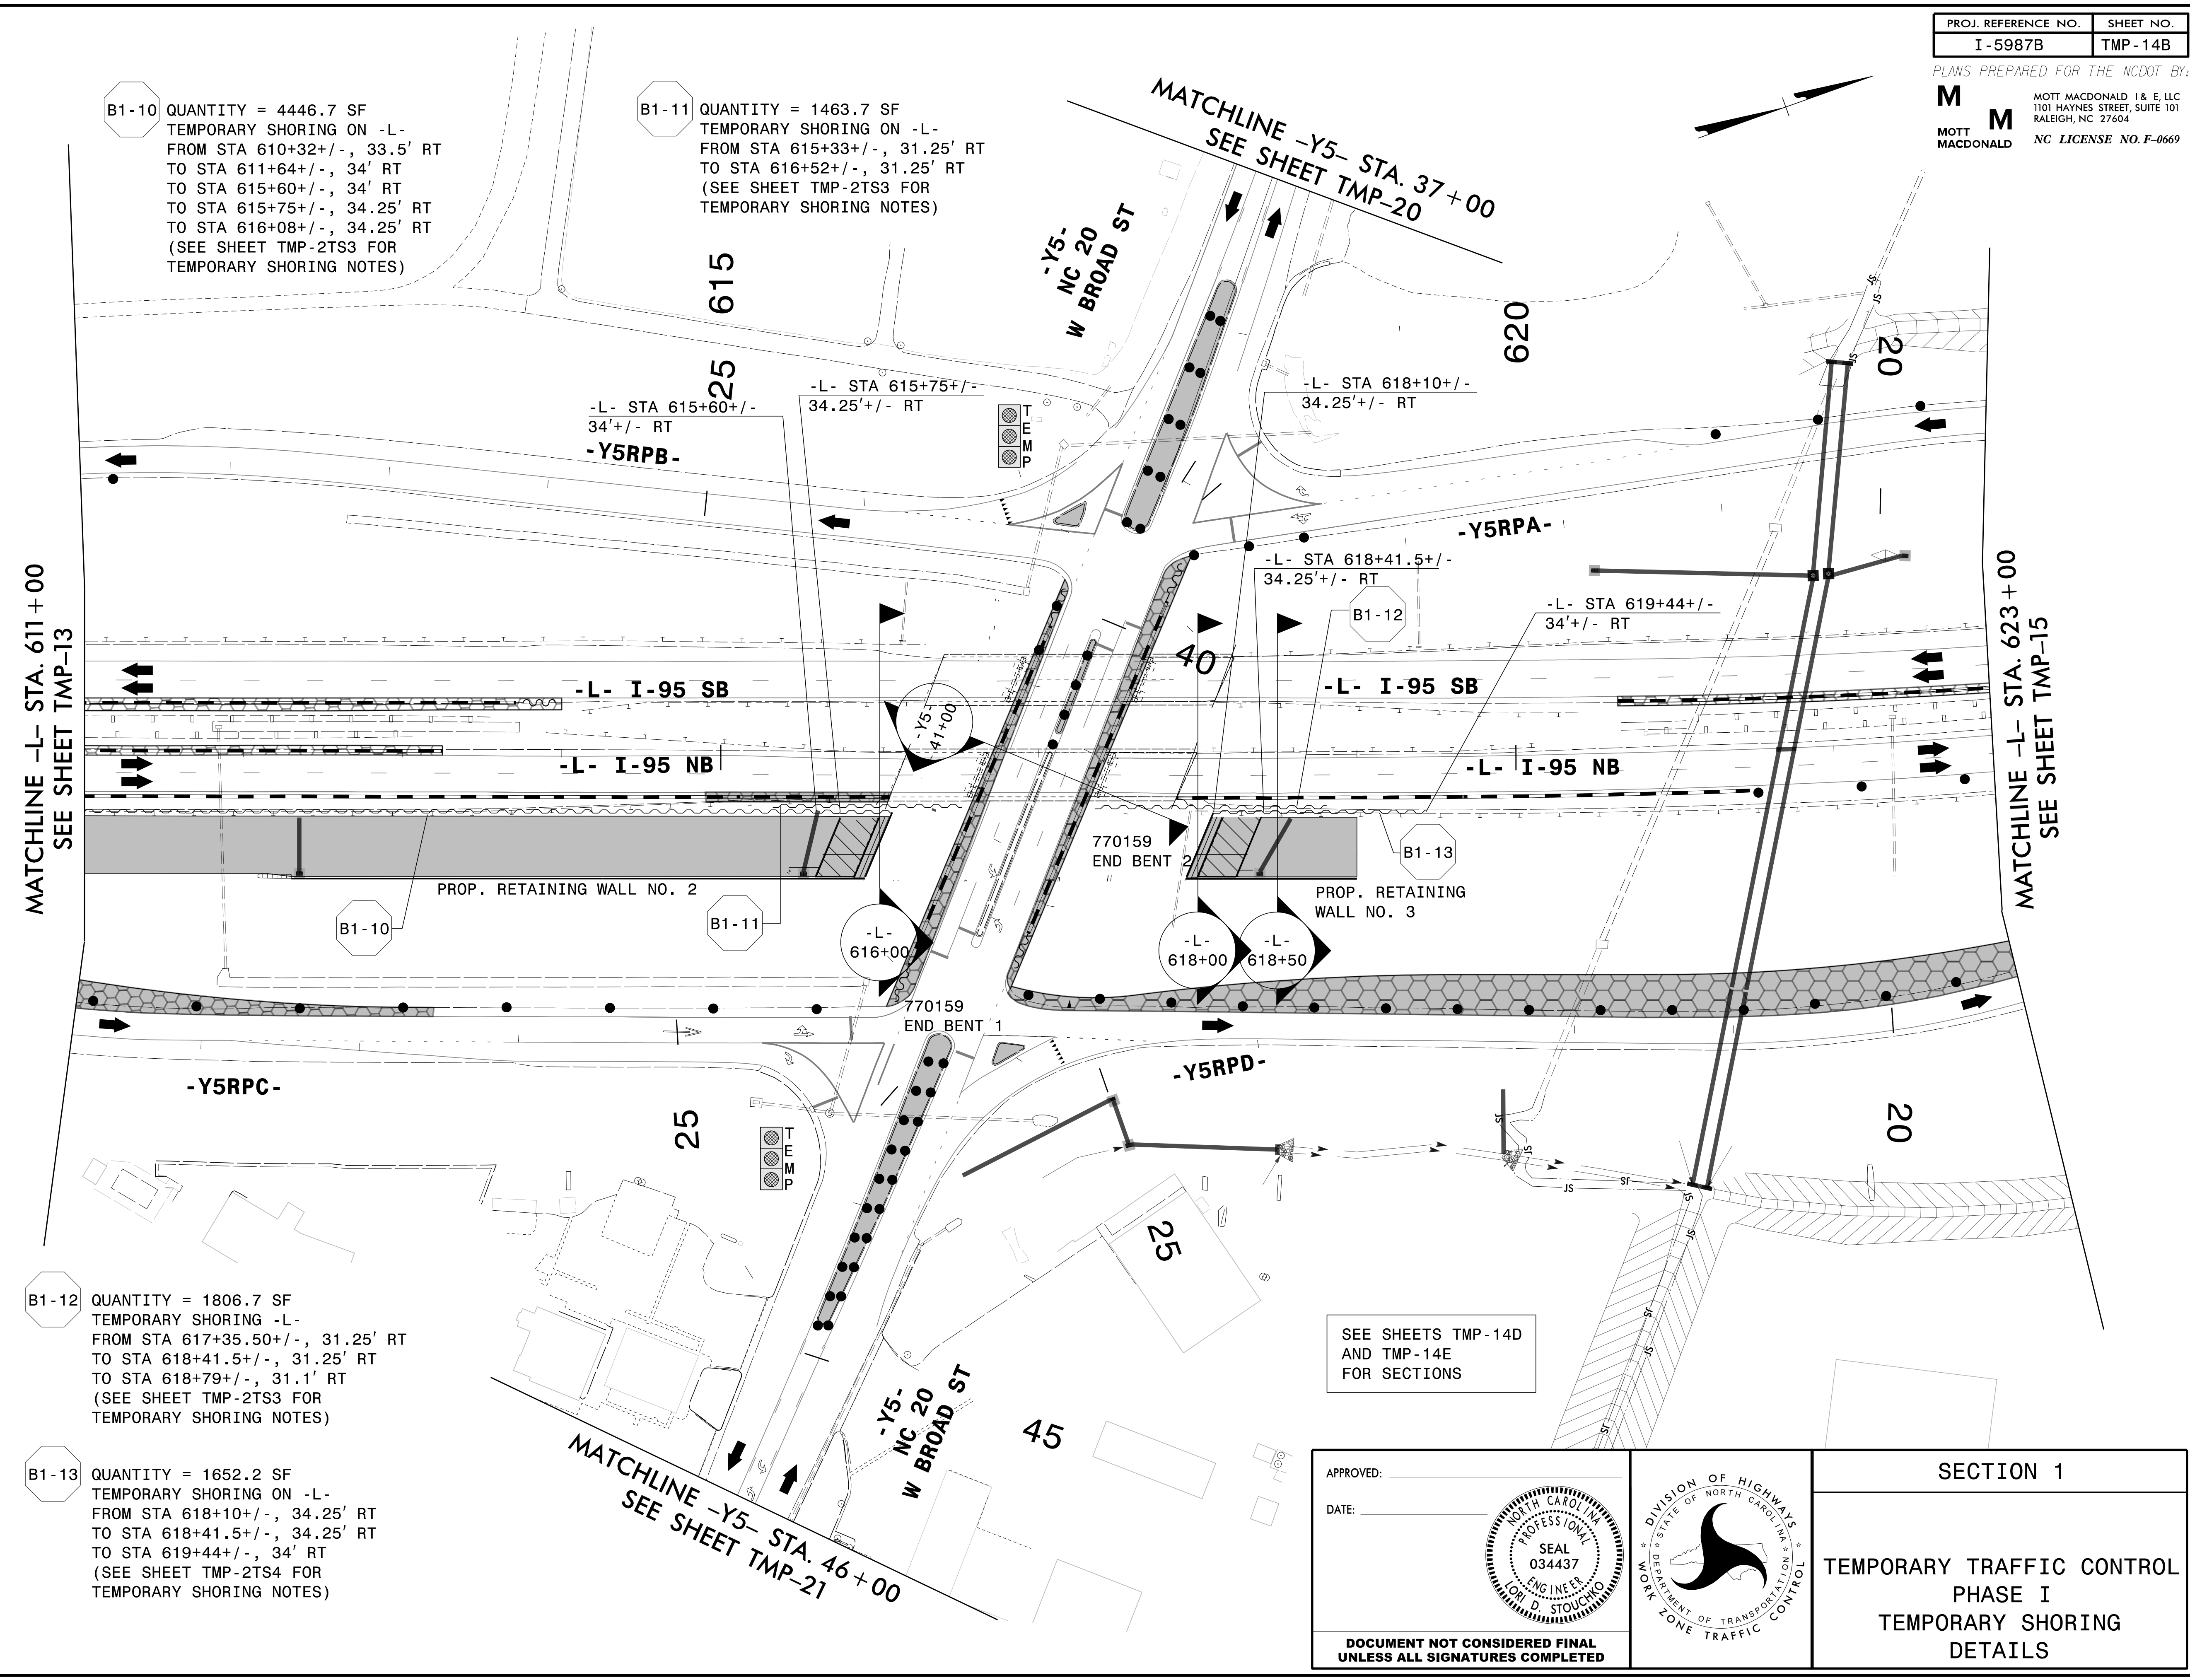 PROJ. REFERENCE NO.
SHEET NO.
I-5987B
TMP-14B
PLANS PREPARED FOR THE NCDOT BY:
M
M
MOTT
MACDONALD
MOTT MACDONALD I & E, LLC
1101 HAYNES STREET, SUITE 101
RALEIGH, NC 27604
NC LICENSE NO. F-0669
B1-10
QUANTITY = 4446.7 SF
TEMPORARY SHORING ON -L-
FROM STA 610+32+/-, 33.5' RT
TO STA 611+64+/-, 34' RT
TO STA 615+60+/-, 34' RT
TO STA 615+75+/-, 34.25' RT
TO STA 616+08+/-, 34.25' RT
(SEE SHEET TMP-2TS3 FOR
TEMPORARY SHORING NOTES)
B1-11
QUANTITY = 1463.7 SF
TEMPORARY SHORING ON -L-
FROM STA 615+33+/-, 31.25' RT
TO STA 616+52+/-, 31.25' RT
(SEE SHEET TMP-2TS3 FOR
TEMPORARY SHORING NOTES)
MATCHLINE -Y5- STA. 37+00
SEE SHEET TMP-20
-Y5-
NC 20
W BROAD ST
615
25
620
20
-L- STA 615+60+/-
34'+/- RT
-L- STA 615+75+/-
34.25'+/- RT
-L- STA 618+10+/-
34.25'+/- RT
TEMP
-Y5RPB-
-Y5RPA-
-L- STA 618+41.5+/-
34.25'+/- RT
B1-12
-L- STA 619+44+/-
34'+/- RT
MATCHLINE -L- STA. 611+00
SEE SHEET TMP-13
MATCHLINE -L- STA. 623+00
SEE SHEET TMP-15
40
-L- I-95 SB
-L- I-95 SB
-Y5-
41+00
-L- I-95 NB
-L- I-95 NB
770159
END BENT 2
B1-13
PROP. RETAINING WALL NO. 2
PROP. RETAINING
WALL NO. 3
B1-10
B1-11
-L-
616+00
-L-
618+00
-L-
618+50
770159
END BENT 1
-Y5RPC-
-Y5RPD-
25
TEMP
20
25
JS
JS
JS
JS
JS
JS
JS
JS
JS
JS
JS
JS
B1-12
QUANTITY = 1806.7 SF
TEMPORARY SHORING -L-
FROM STA 617+35.50+/-, 31.25' RT
TO STA 618+41.5+/-, 31.25' RT
TO STA 618+79+/-, 31.1' RT
(SEE SHEET TMP-2TS3 FOR
TEMPORARY SHORING NOTES)
SEE SHEETS TMP-14D
AND TMP-14E
FOR SECTIONS
-Y5-
NC 20
W BROAD ST
45
MATCHLINE -Y5- STA. 46+00
SEE SHEET TMP-21
B1-13
QUANTITY = 1652.2 SF
TEMPORARY SHORING ON -L-
FROM STA 618+10+/-, 34.25' RT
TO STA 618+41.5+/-, 34.25' RT
TO STA 619+44+/-, 34' RT
(SEE SHEET TMP-2TS4 FOR
TEMPORARY SHORING NOTES)
APPROVED:
DATE:
NORTH CAROLINA
PROFESSIONAL
SEAL
034437
ENGINEER
LORI D. STOUCHKO
DOCUMENT NOT CONSIDERED FINAL
UNLESS ALL SIGNATURES COMPLETED
DIVISION OF HIGHWAYS
STATE OF NORTH CAROLINA
DEPARTMENT OF TRANSPORTATION
WORK ZONE TRAFFIC CONTROL
SECTION 1
TEMPORARY TRAFFIC CONTROL
PHASE I
TEMPORARY SHORING
DETAILS